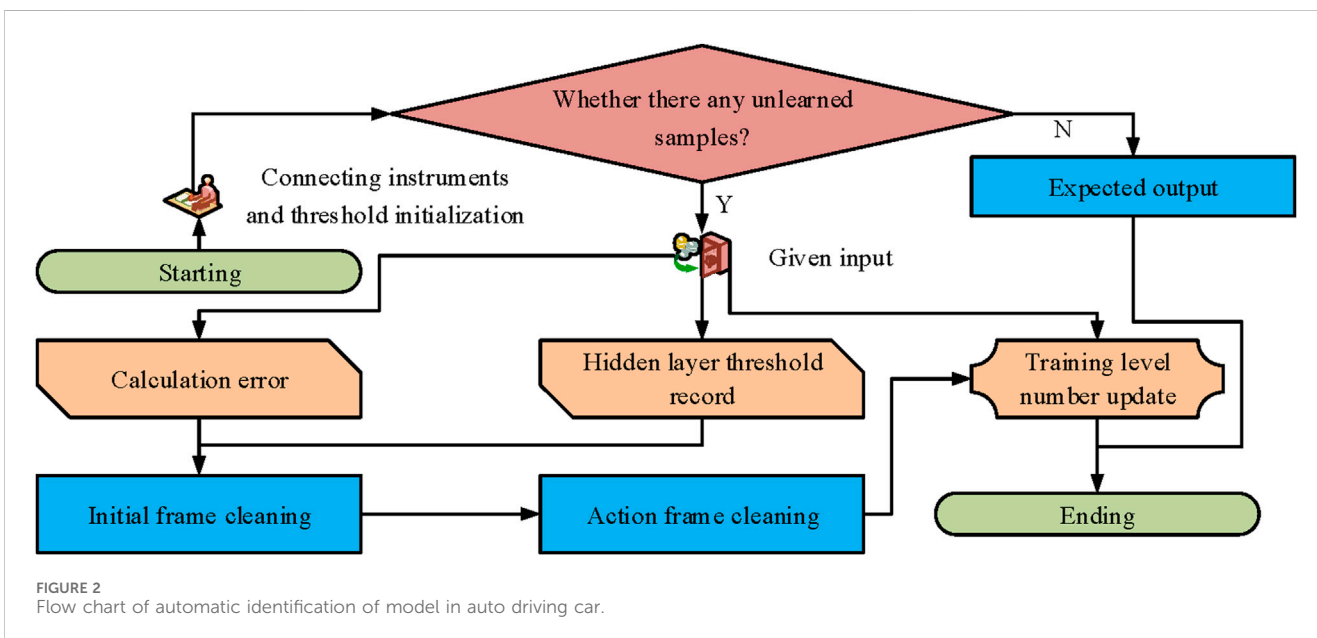 Whether there any unlearned
samples?
N
Connecting instruments
and threshold initialization
Expected output
Y
Starting
Given input
Calculation error
Hidden layer threshold
record
Training level
number update
Initial frame cleaning
Action frame cleaning
Ending
FIGURE 2
Flow chart of automatic identification of model in auto driving car.